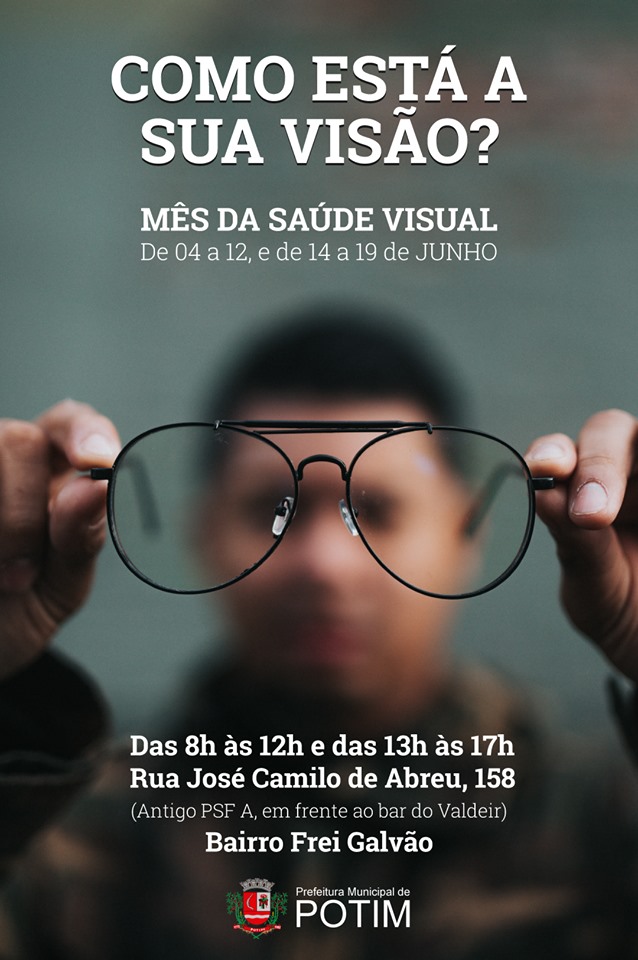 COMO ESTÁ A
SUA VISÃO?
MÊS DA SAÚDE VISUAL
De 04 a 12, e de 14 a 19 de JUNHO
Das 8h às 12h e das 13h às 17h
Rua José Camilo de Abreu, 158
(Antigo PSF A, em frente ao bar do Valdeir)
Bairro Frei Galvão
Prefeitura Municipal de
POTIM